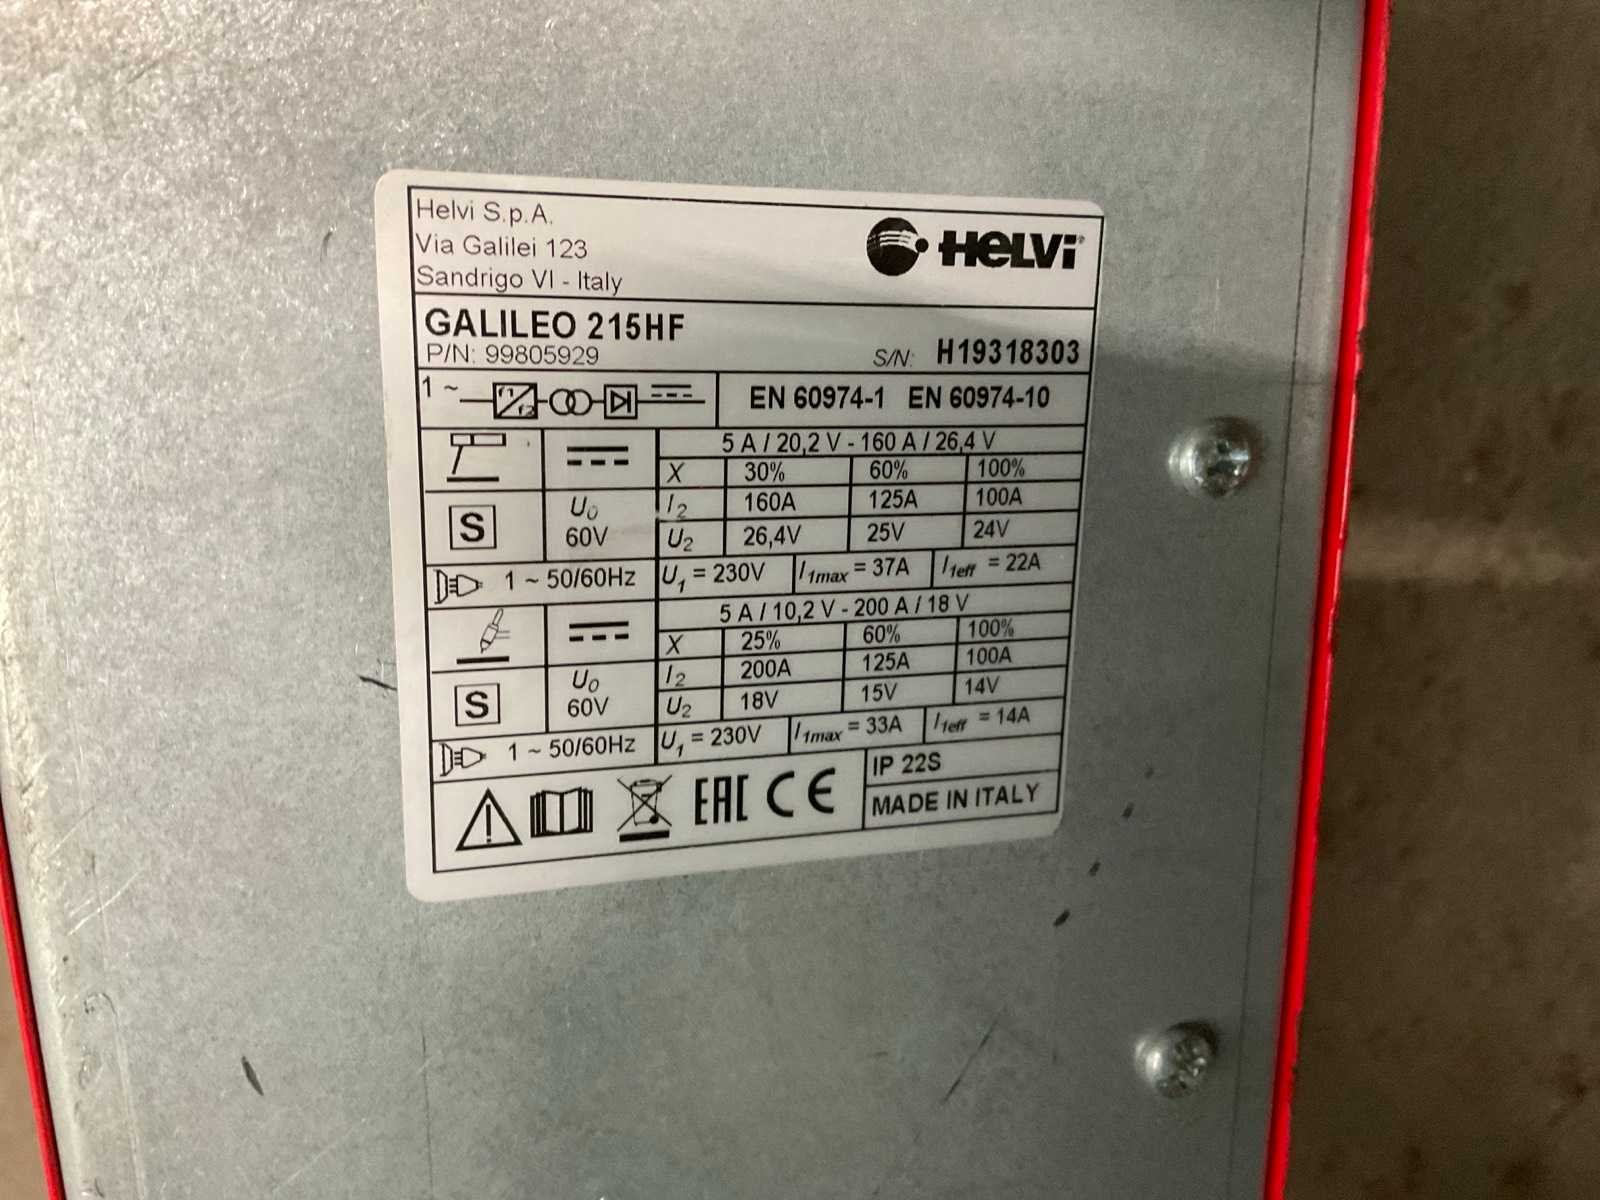 Helvi S.p.A.
Via Galilei 123
Sandrigo VI - Italy
HELVi®
GALILEO 215HF
P/N: 99805929
S/N: H19318303
1 ~ f1 f2
EN 60974-1 EN 60974-10
5 A / 20,2 V - 160 A / 26,4 V
X 30% 60% 100%
S U0 60V
I2 160A 125A 100A
U2 26,4V 25V 24V
1 ~ 50/60Hz U1 = 230V I1max = 37A I1eff = 22A
5 A / 10,2 V - 200 A / 18 V
X 25% 60% 100%
S U0 60V
I2 200A 125A 100A
U2 18V 15V 14V
1 ~ 50/60Hz U1 = 230V I1max = 33A I1eff = 14A
EAC CE
IP 22S
MADE IN ITALY